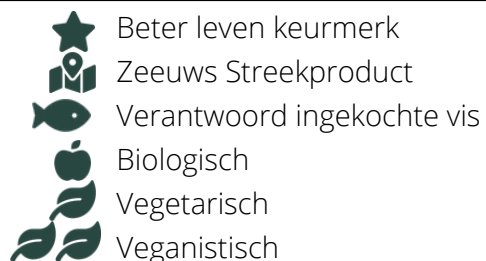 Beter leven keurmerk
Zeeuws Streekproduct
Verantwoord ingekochte vis
Biologisch
Vegetarisch
Veganistisch